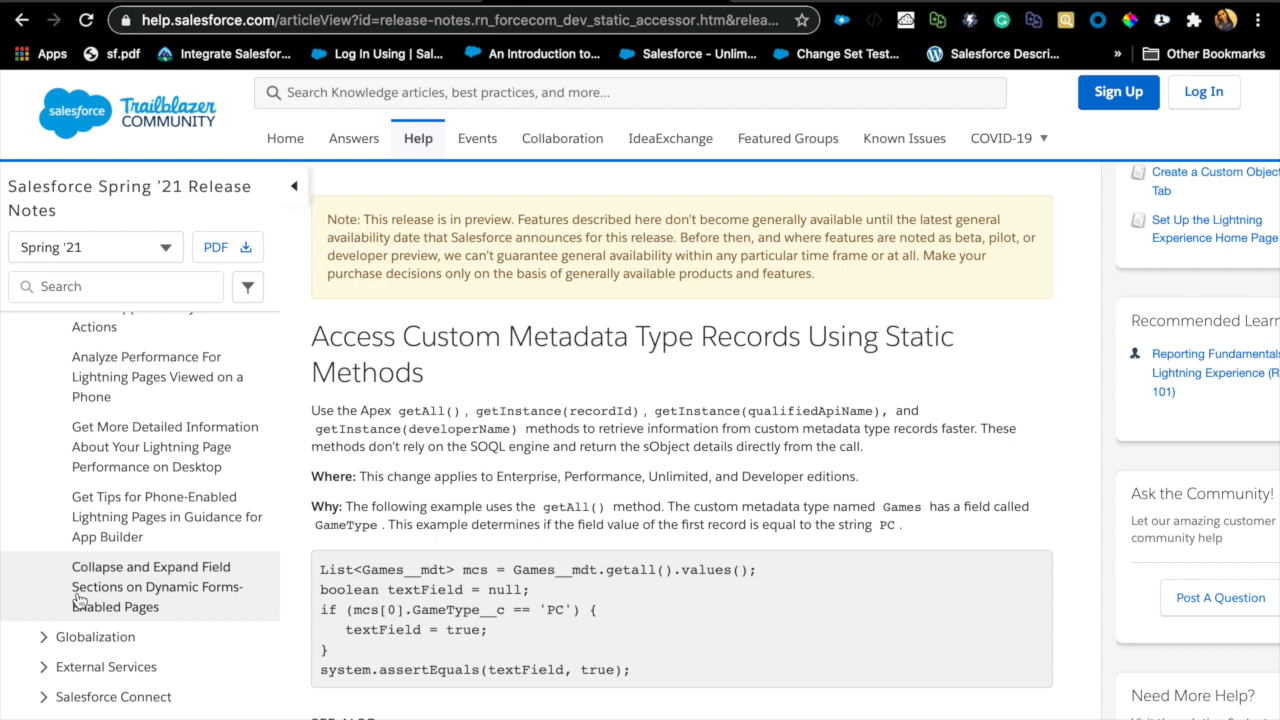 help.salesforce.com/articleView?id=release-notes.rn_forcecom_dev_static_accessor.htm&relea...
Apps sf.pdf Integrate Salesfor... Log In Using | Sal... An Introduction to... Salesforce – Unlim... Change Set Test... Salesforce Descri... » Other Bookmarks
salesforce Trailblazer COMMUNITY
Search Knowledge articles, best practices, and more...
Sign Up Log In
Home Answers Help Events Collaboration IdeaExchange Featured Groups Known Issues COVID-19
Salesforce Spring ’21 Release
Notes
Spring '21
PDF
Search
Actions
Analyze Performance For
Lightning Pages Viewed on a
Phone
Get More Detailed Information
About Your Lightning Page
Performance on Desktop
Get Tips for Phone-Enabled
Lightning Pages in Guidance for
App Builder
Collapse and Expand Field
Sections on Dynamic Forms-
Enabled Pages
Globalization
External Services
Salesforce Connect
Note: This release is in preview. Features described here don’t become generally available until the latest general
availability date that Salesforce announces for this release. Before then, and where features are noted as beta, pilot, or
developer preview, we can’t guarantee general availability within any particular time frame or at all. Make your
purchase decisions only on the basis of generally available products and features.
Access Custom Metadata Type Records Using Static
Methods
Use the Apex getAll(), getInstance(recordId), getInstance(qualifiedApiName), and
getInstance(developerName) methods to retrieve information from custom metadata type records faster. These
methods don’t rely on the SOQL engine and return the sObject details directly from the call.
Where: This change applies to Enterprise, Performance, Unlimited, and Developer editions.
Why: The following example uses the getAll() method. The custom metadata type named Games has a field called
GameType. This example determines if the field value of the first record is equal to the string PC.
List<Games__mdt> mcs = Games__mdt.getall().values();
boolean textField = null;
if (mcs[0].GameType__c == 'PC') {
textField = true;
}
system.assertEquals(textField, true);
Create a Custom Object
Tab
Set Up the Lightning
Experience Home Page
Recommended Lear
Reporting Fundamentals
Lightning Experience (R
101)
Ask the Community!
Let our amazing customer
community help
Post A Question
Need More Help?